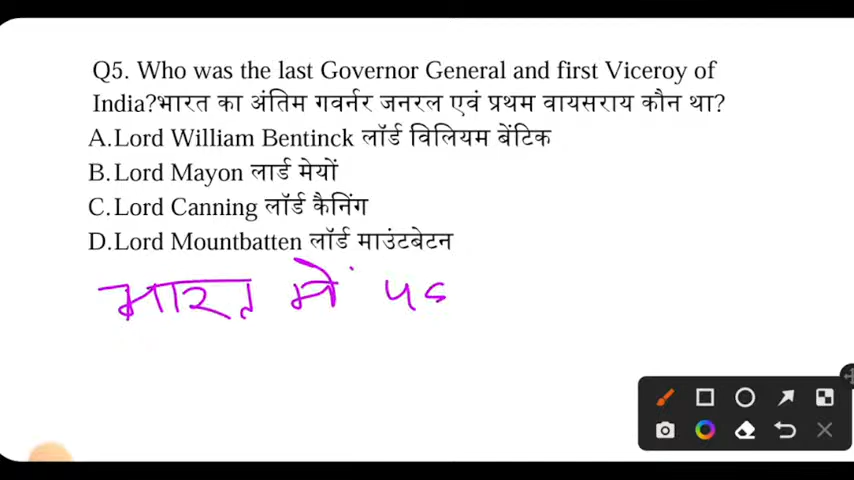 Q5. Who was the last Governor General and first Viceroy of
India?भारत का अंतिम गवर्नर जनरल एवं प्रथम वायसराय कौन था?
A.Lord William Bentinck लॉर्ड विलियम बेंटिक
B.Lord Mayon लार्ड मेयों
C.Lord Canning लॉर्ड कैनिंग
D.Lord Mountbatten लॉर्ड माउंटबेटन
भारत में